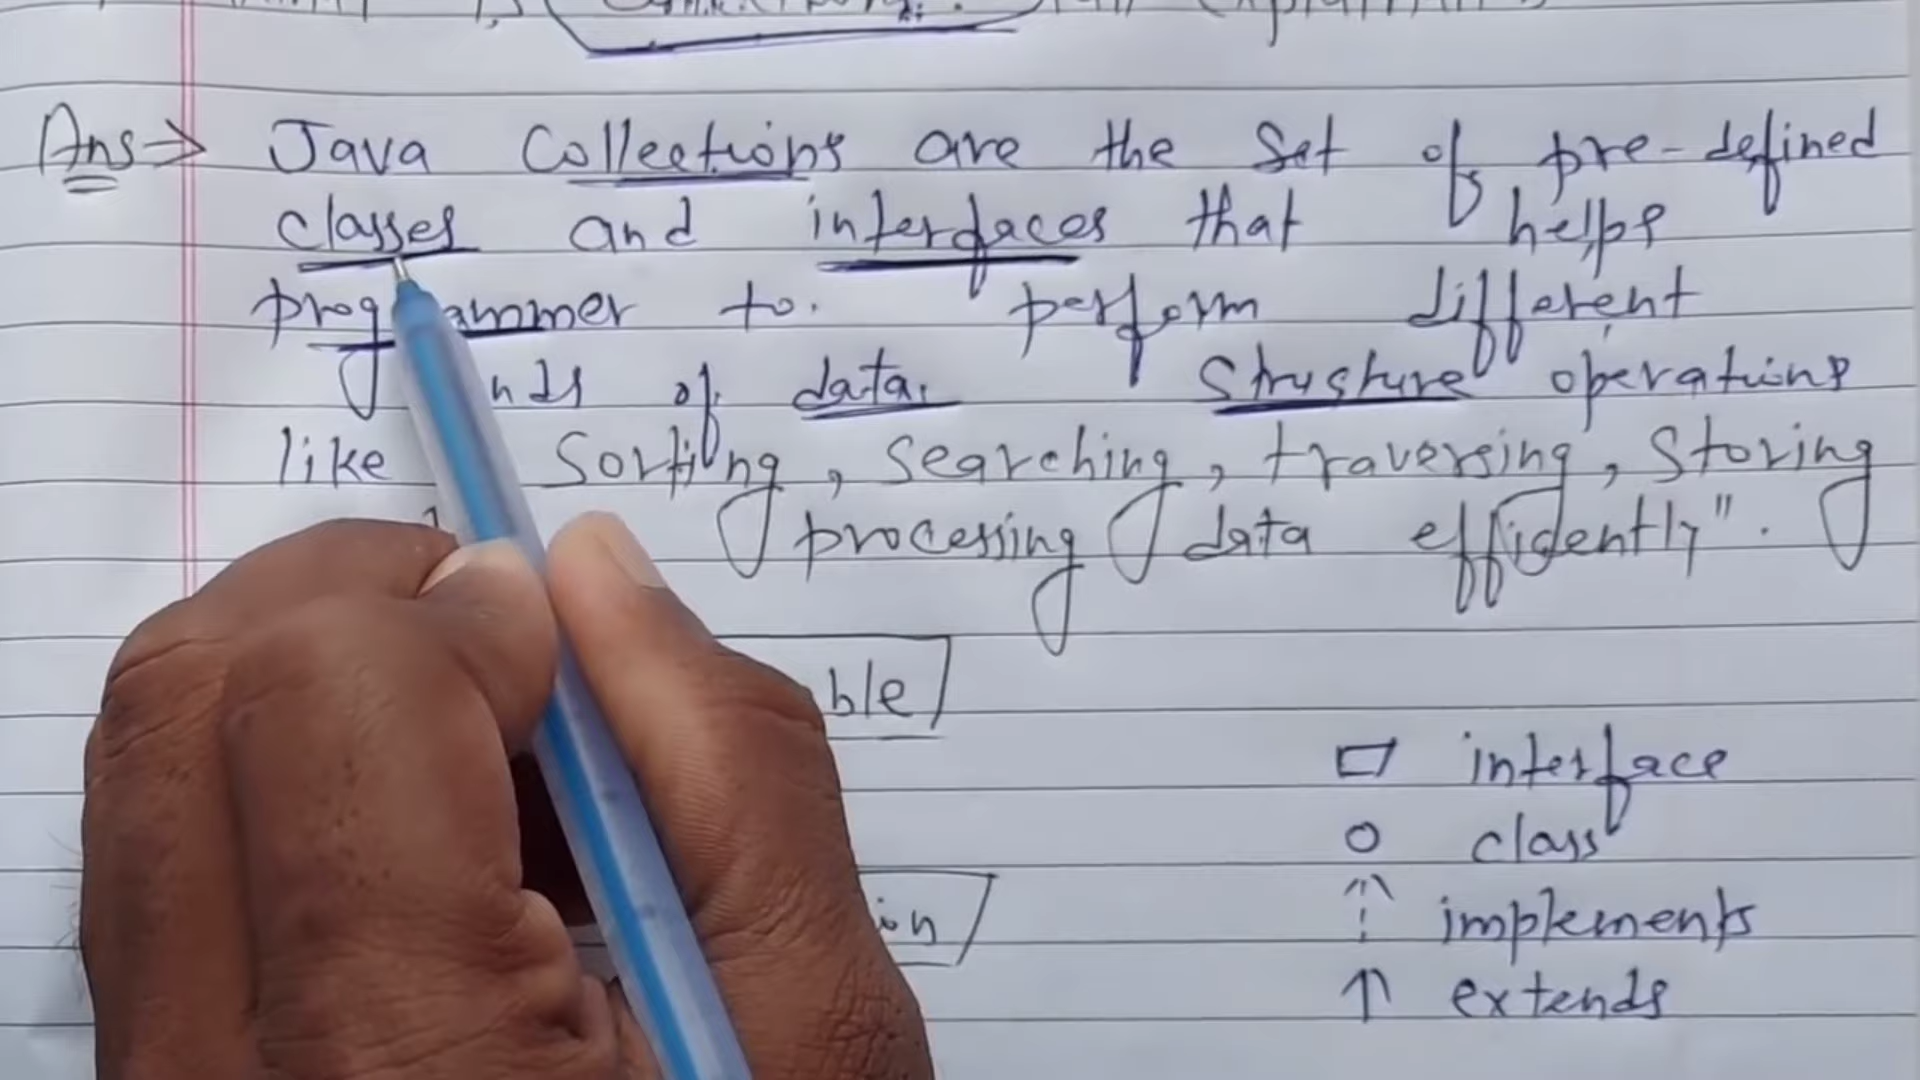 Ans→ Java Collections are the Set of pre-defined
classes and interfaces that helps
programmer to perform different
of data Structure operations
like Sorting, searching, traversing, Storing
processing data efficiently".
interface
class
implements
extends